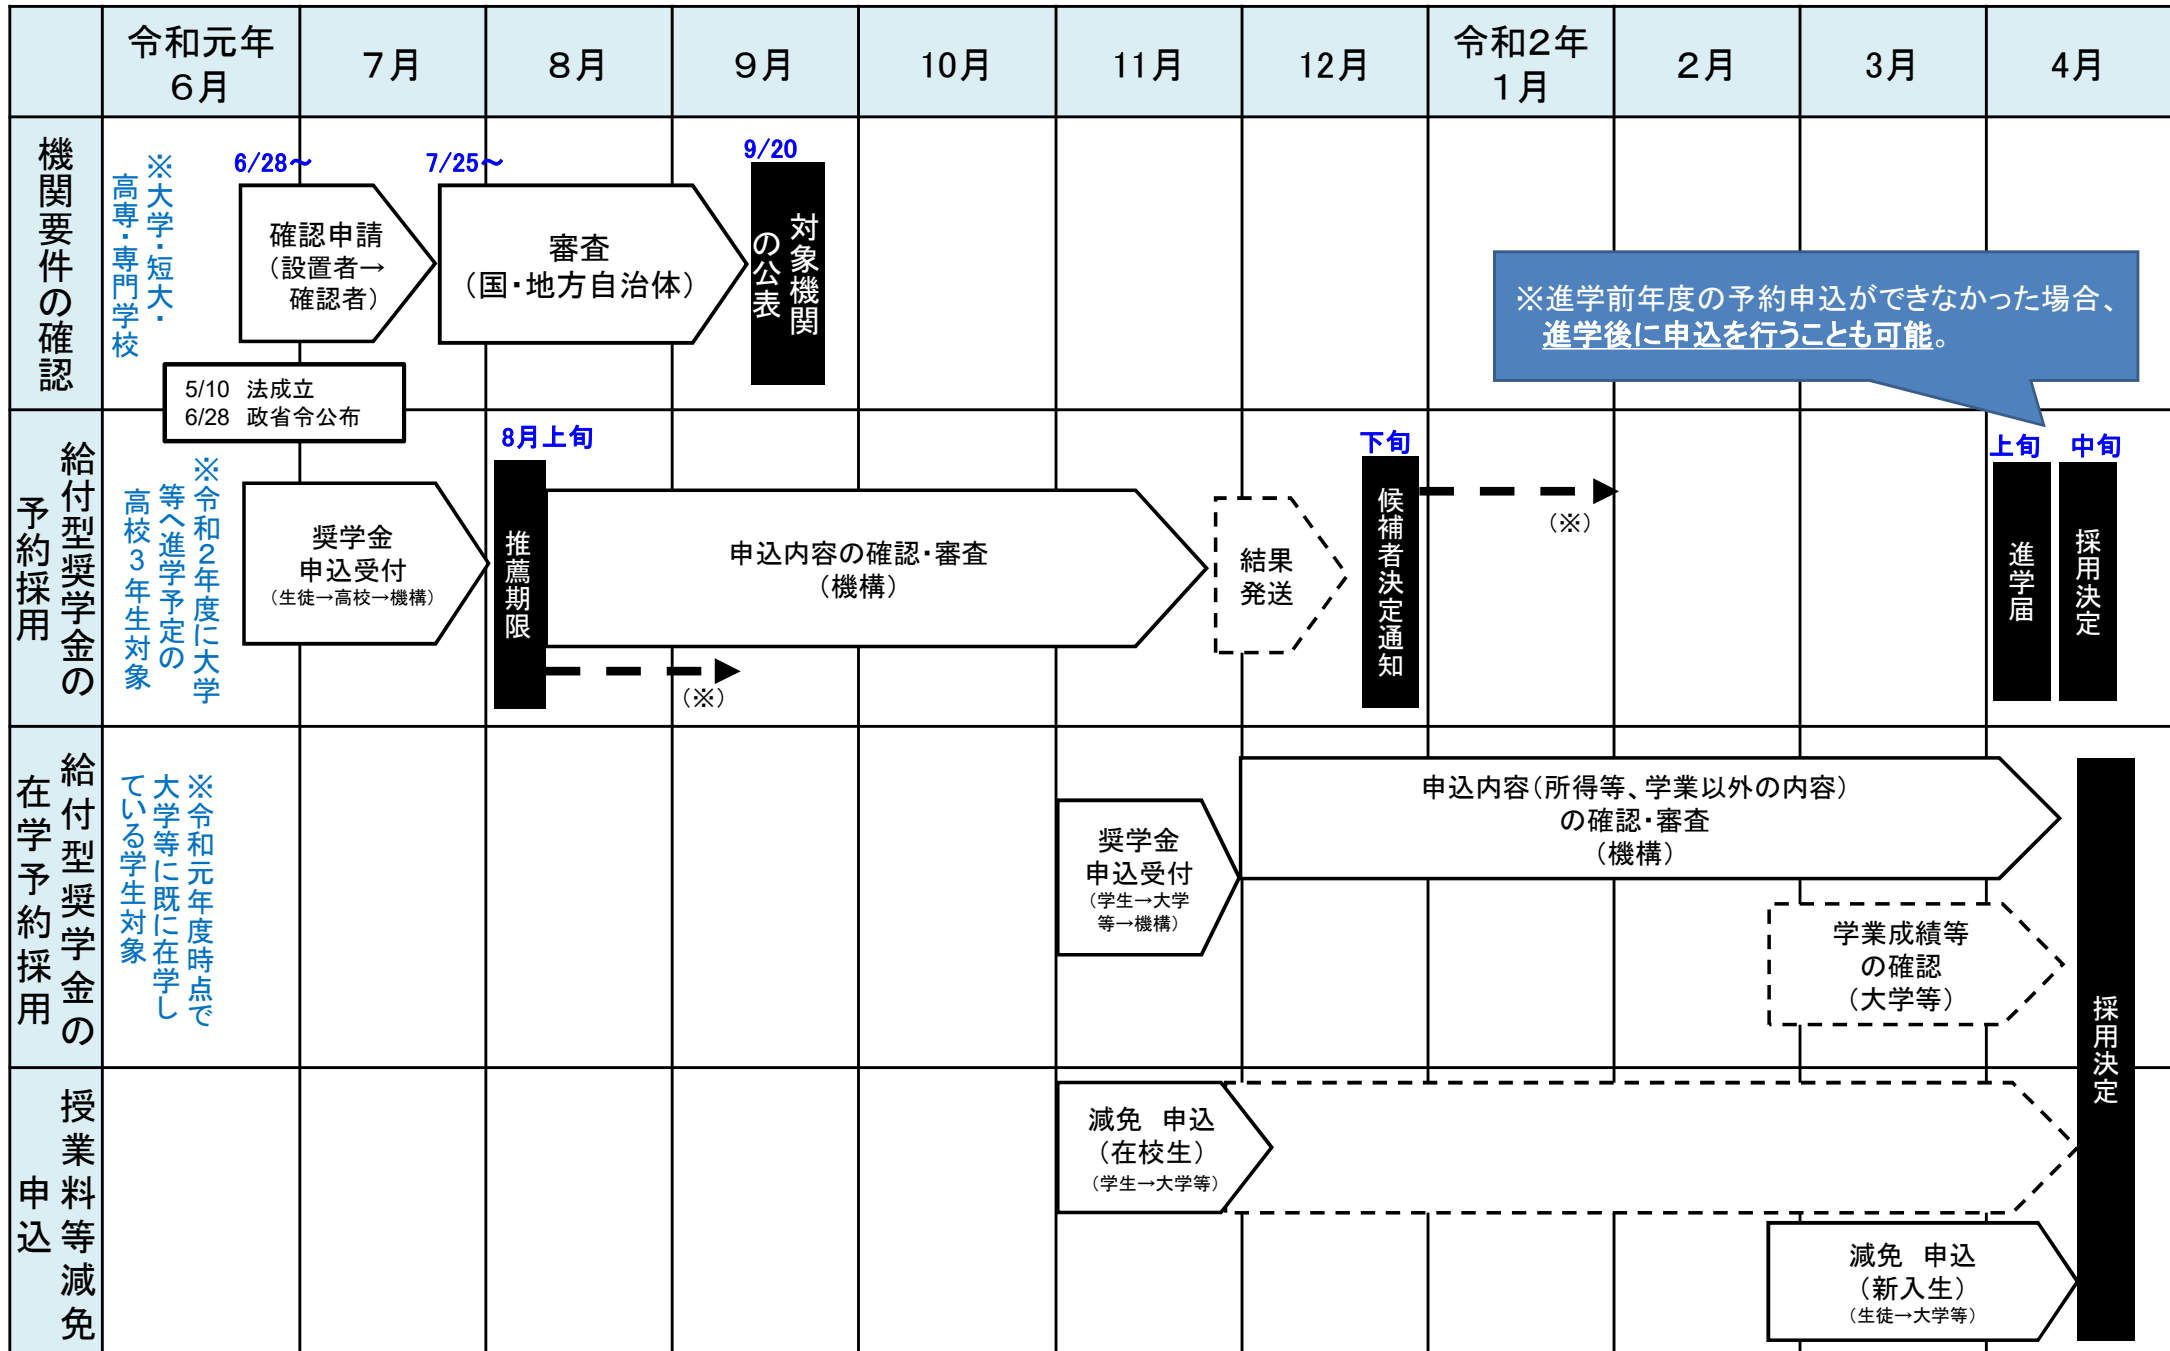 令和元年
６月
７月
８月
９月
10月
11月
12月
令和２年
１月
２月
３月
４月
機関要件の確認
※大学・短大・
高専・専門学校
6/28～
確認申請
（設置者→
確認者）
7/25～
審査
（国・地方自治体）
9/20
対象機関
の公表
※進学前年度の予約申込ができなかった場合、
進学後に申込を行うことも可能。
5/10 法成立
6/28 政省令公布
給付型奨学金の
予約採用
※令和２年度に大学
等へ進学予定の
高校３年生対象
奨学金
申込受付
（生徒→高校→機構）
8月上旬
推薦期限
申込内容の確認・審査
（機構）
（※）
結果
発送
下旬
候補者決定通知
（※）
上旬
進学届
中旬
採用決定
給付型奨学金の
在学予約採用
※令和元年度時点で
大学等に既に在学し
ている学生対象
奨学金
申込受付
（学生→大学
等→機構）
申込内容（所得等、学業以外の内容）
の確認・審査
（機構）
学業成績等
の確認
（大学等）
採用決定
授業料等減免
申込
減免 申込
（在校生）
（学生→大学等）
減免 申込
（新入生）
（生徒→大学等）